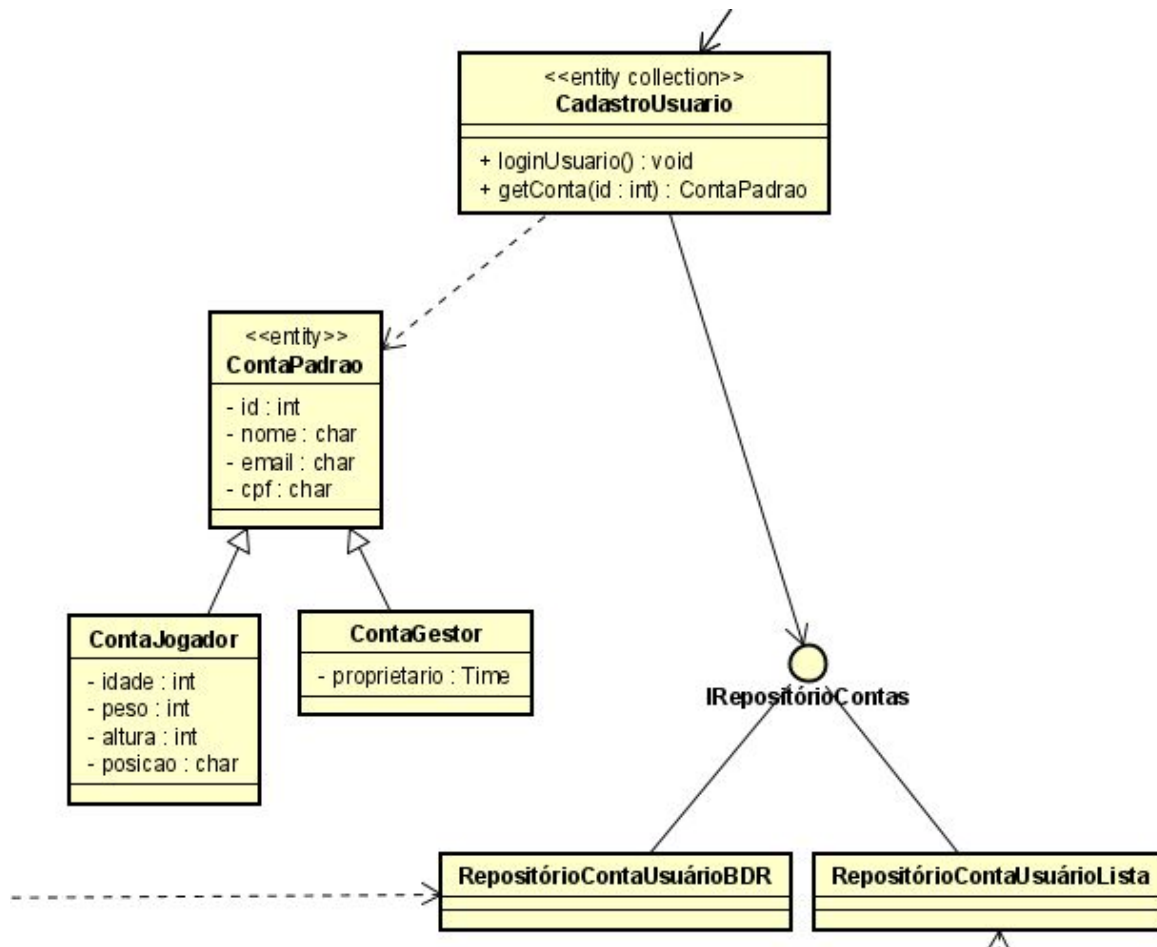 <<entity collection>>
CadastroUsuario
+ loginUsuario() : void
+ getConta(id : int) : ContaPadrao
<<entity>>
ContaPadrao
- id : int
- nome : char
- email : char
- cpf : char
ContaJogador
- idade : int
- peso : int
- altura : int
- posicao : char
ContaGestor
- proprietario : Time
IRepositórioContas
RepositórioContaUsuárioBDR
RepositórioContaUsuárioLista